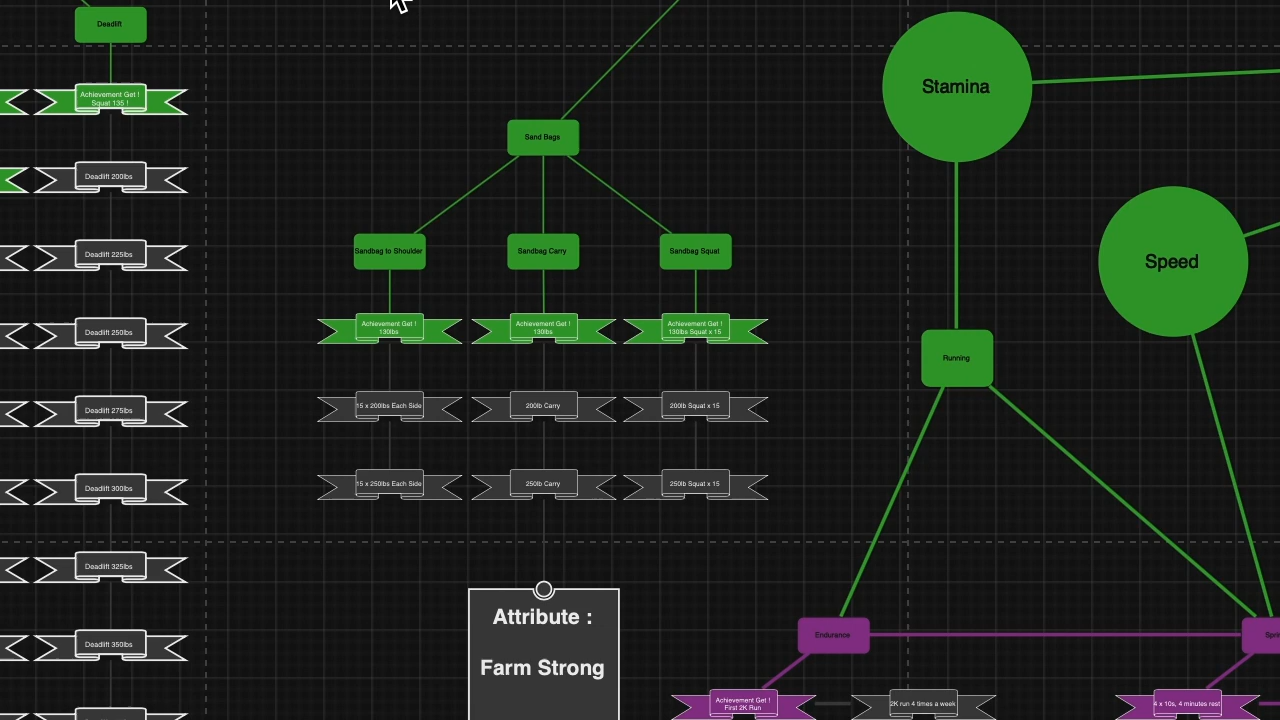 Deadlift
Achievement Get !
Squat 135 !
Deadlift 200lbs
Deadlift 225lbs
Deadlift 250lbs
Deadlift 275lbs
Deadlift 300lbs
Deadlift 325lbs
Deadlift 350lbs
Sand Bags
Sandbag to Shoulder
Sandbag Carry
Sandbag Squat
Achievement Get !
130lbs
Achievement Get !
130lbs
Achievement Get !
130lbs Squat x 15
15 x 200lbs Each Side
200lb Carry
200lb Squat x 15
15 x 250lbs Each Side
250lb Carry
250lb Squat x 15
Attribute :
Farm Strong
Stamina
Speed
Running
Endurance
Achievement Get !
First 2K Run
2K run 4 times a week
4 x 10s, 4 minutes rest